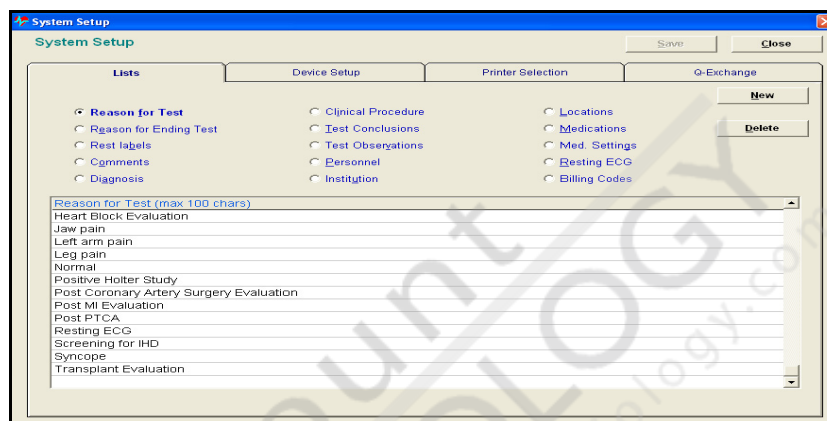 System Setup
System Setup
Save
Close
Lists
Device Setup
Printer Selection
Q-Exchange
New
Delete
Reason for Test
Clinical Procedure
Locations
Reason for Ending Test
Test Conclusions
Medications
Rest labels
Test Observations
Med. Settings
Comments
Personnel
Resting ECG
Diagnosis
Institution
Billing Codes
Reason for Test (max 100 chars)
Heart Block Evaluation
Jaw pain
Left arm pain
Leg pain
Normal
Positive Holter Study
Post Coronary Artery Surgery Evaluation
Post MI Evaluation
Post PTCA
Resting ECG
Screening for IHD
Syncope
Transplant Evaluation